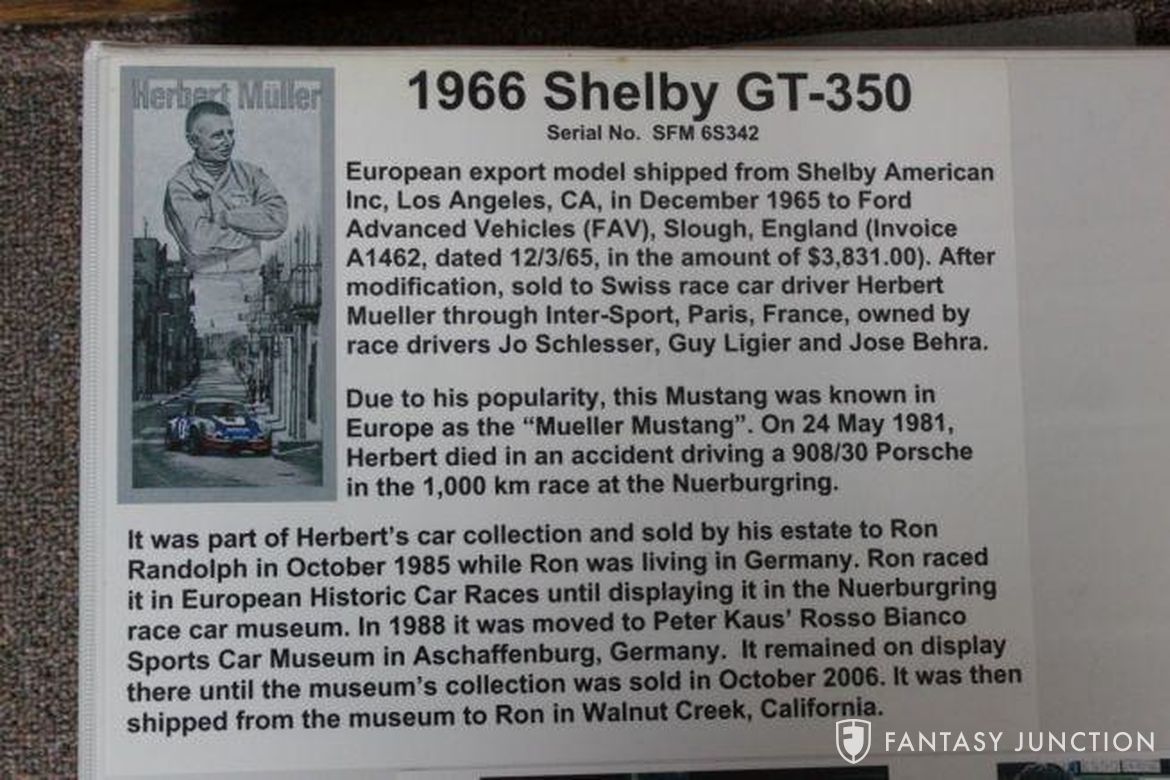 Herbert Müller
1966 Shelby GT-350
Serial No. SFM 6S342
European export model shipped from Shelby American
Inc, Los Angeles, CA, in December 1965 to Ford
Advanced Vehicles (FAV), Slough, England (Invoice
A1462, dated 12/3/65, in the amount of $3,831.00). After
modification, sold to Swiss race car driver Herbert
Mueller through Inter-Sport, Paris, France, owned by
race drivers Jo Schlesser, Guy Ligier and Jose Behra.
Due to his popularity, this Mustang was known in
Europe as the “Mueller Mustang”. On 24 May 1981,
Herbert died in an accident driving a 908/30 Porsche
in the 1,000 km race at the Nuerburgring.
It was part of Herbert’s car collection and sold by his estate to Ron
Randolph in October 1985 while Ron was living in Germany. Ron raced
it in European Historic Car Races until displaying it in the Nuerburgring
race car museum. In 1988 it was moved to Peter Kaus’ Rosso Bianco
Sports Car Museum in Aschaffenburg, Germany. It remained on display
there until the museum’s collection was sold in October 2006. It was then
shipped from the museum to Ron in Walnut Creek, California.
FANTASY JUNCTION